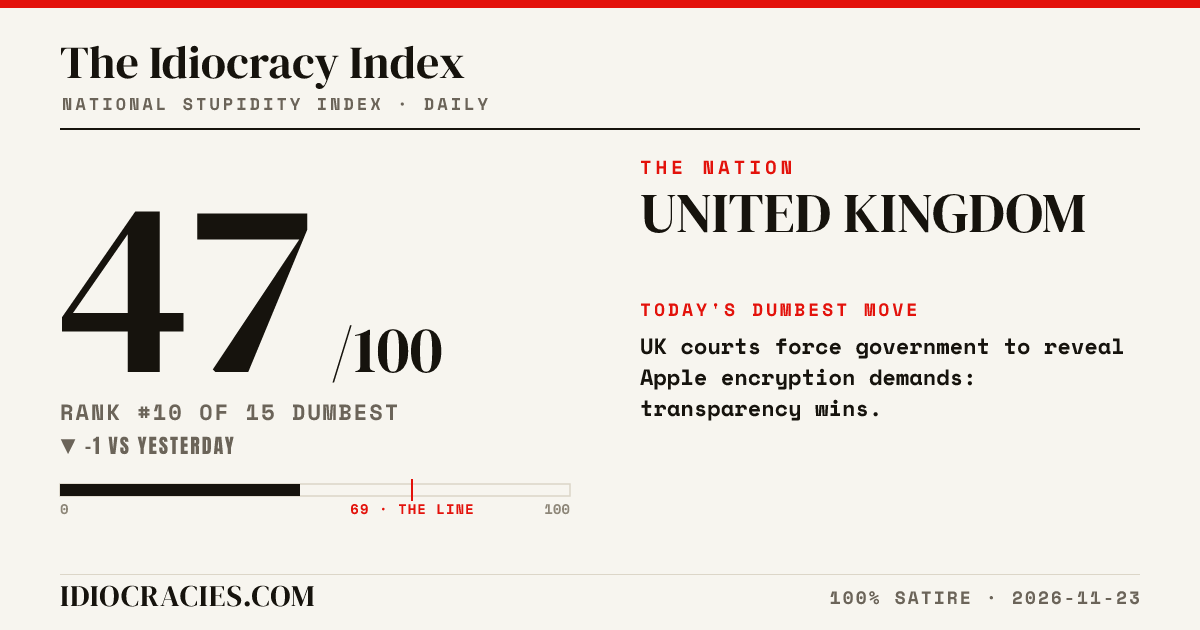 The Idiocracy Index
NATIONAL STUPIDITY INDEX · DAILY
47 /100
RANK #10 OF 15 DUMBEST
▼ -1 VS YESTERDAY
0
69 · THE LINE
100
THE NATION
UNITED KINGDOM
TODAY'S DUMBEST MOVE
UK courts force government to reveal
Apple encryption demands:
transparency wins.
IDIOCRACIES.COM
100% SATIRE · 2026-11-23